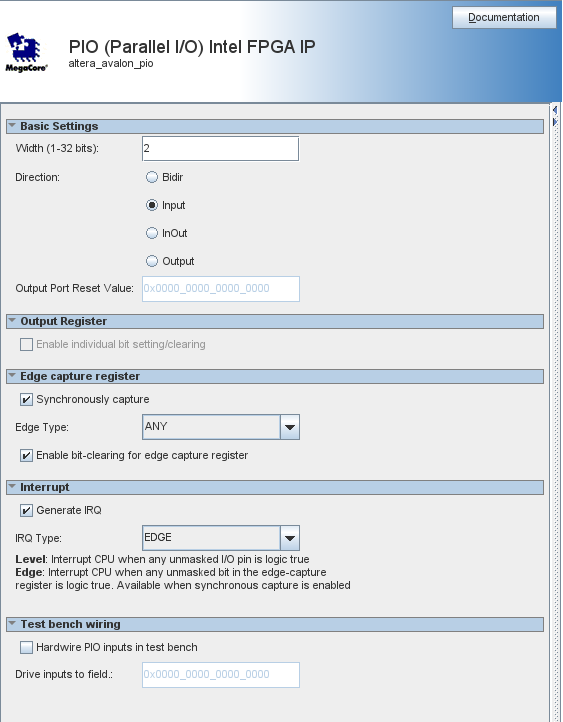 Documentation
PIO (Parallel I/O) Intel FPGA IP
altera_avalon_pio
MegaCore®
Basic Settings
Width (1-32 bits):
2
Direction:
Bidir
Input
InOut
Output
Output Port Reset Value:
0x0000_0000_0000_0000
Output Register
Enable individual bit setting/clearing
Edge capture register
Synchronously capture
Edge Type:
ANY
Enable bit-clearing for edge capture register
Interrupt
Generate IRQ
IRQ Type:
EDGE
Level: Interrupt CPU when any unmasked I/O pin is logic true
Edge: Interrupt CPU when any unmasked bit in the edge-capture
register is logic true. Available when synchronous capture is enabled
Test bench wiring
Hardwire PIO inputs in test bench
Drive inputs to field.:
0x0000_0000_0000_0000